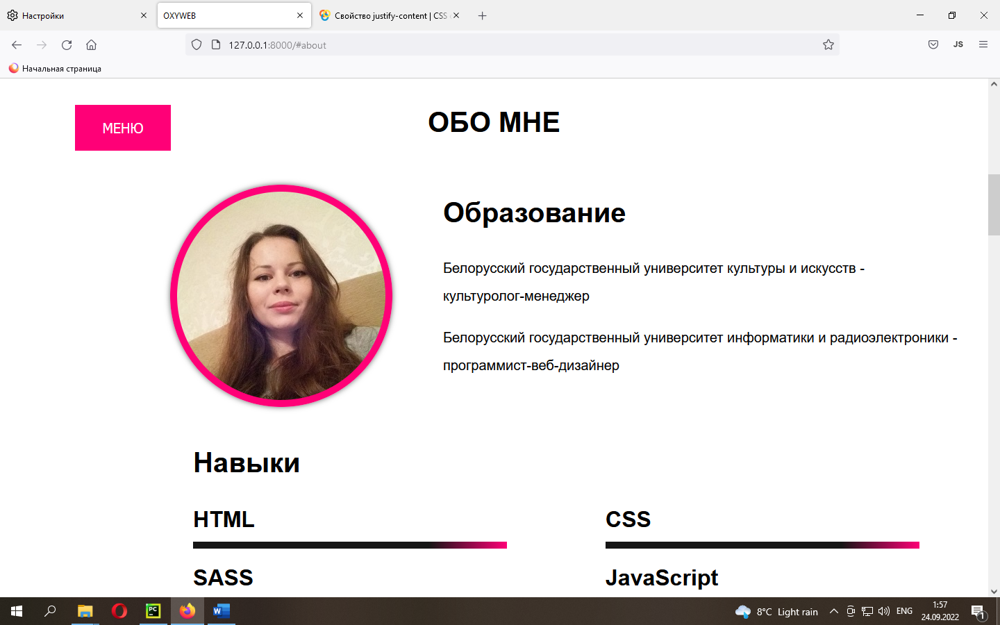 Настройки
OXYWEB
Свойство justify-content | CSS
127.0.0.1:8000/#about
JS
Начальная страница
МЕНЮ
ОБО МНЕ
Образование
Белорусский государственный университет культуры и искусств -
культуролог-менеджер
Белорусский государственный университет информатики и радиоэлектроники -
программист-веб-дизайнер
Навыки
HTML
CSS
SASS
JavaScript
PC
W
8°C Light rain
ENG
1:57
24.09.2022
1